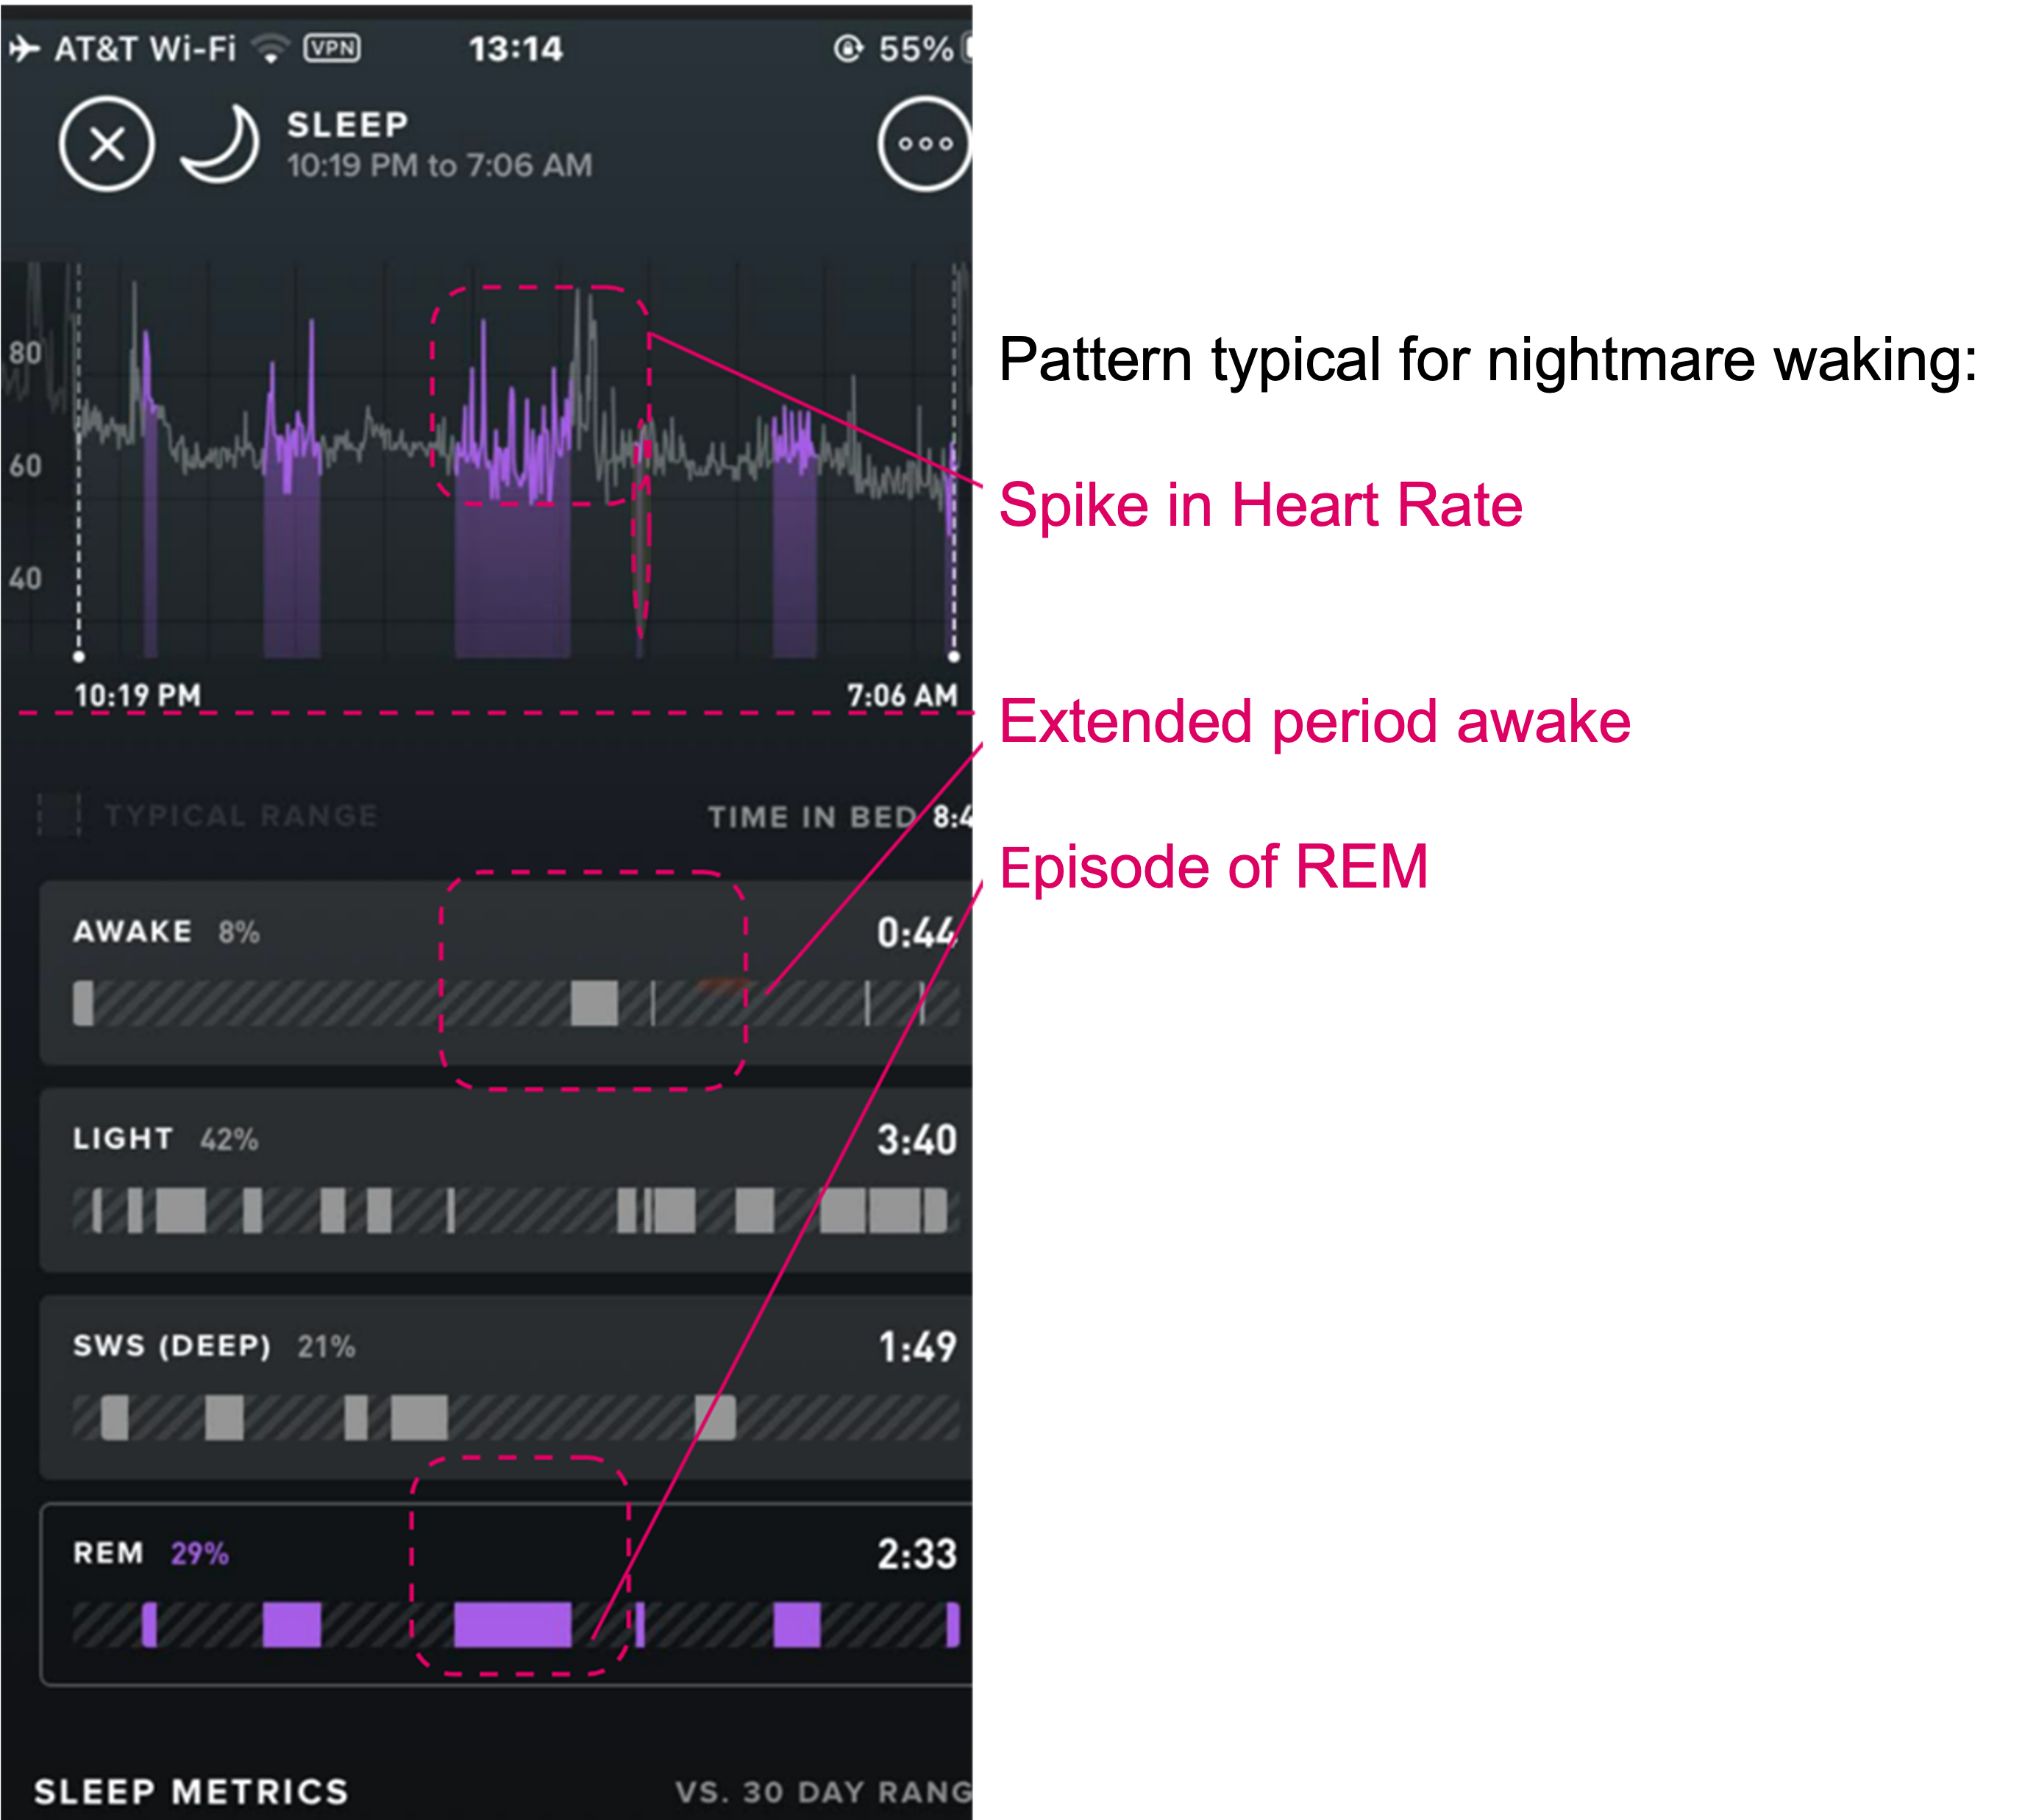 AT&T Wi-Fi VPN 13:14 55%
SLEEP
10:19 PM to 7:06 AM
80
60
40
10:19 PM 7:06 AM
TYPICAL RANGE TIME IN BED 8:4
AWAKE 8% 0:44
LIGHT 42% 3:40
SWS (DEEP) 21% 1:49
REM 29% 2:33
SLEEP METRICS VS. 30 DAY RANG
Pattern typical for nightmare waking:
Spike in Heart Rate
Extended period awake
Episode of REM